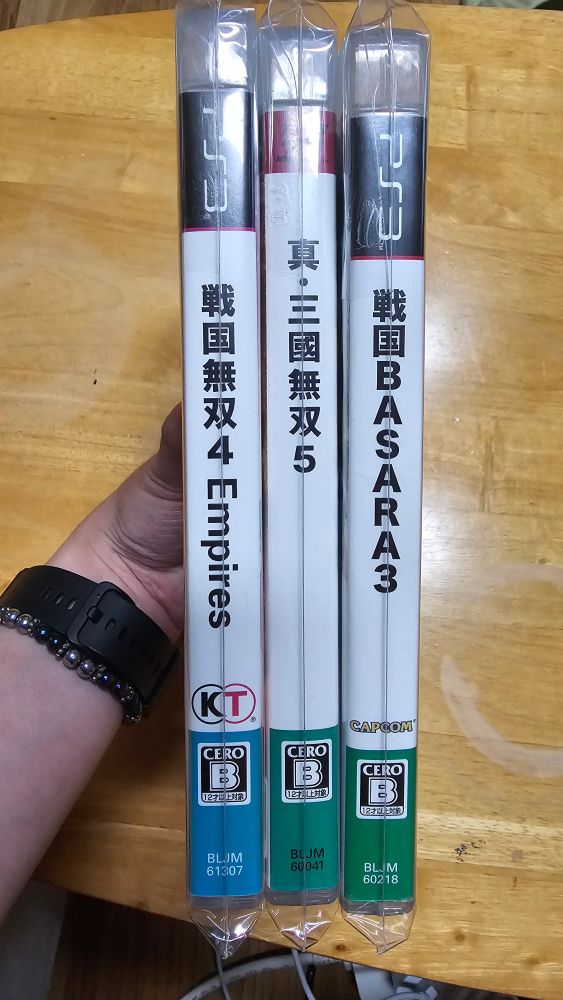 PS3
戦国無双4 Empires
KT
CERO
B
12才以上対象
BLJM
61307
真・三國無双5
CERO
B
12才以上対象
BLJM
60041
PS3
戦国BASARA3
CAPCOM
CERO
B
12才以上対象
BLJM
60218